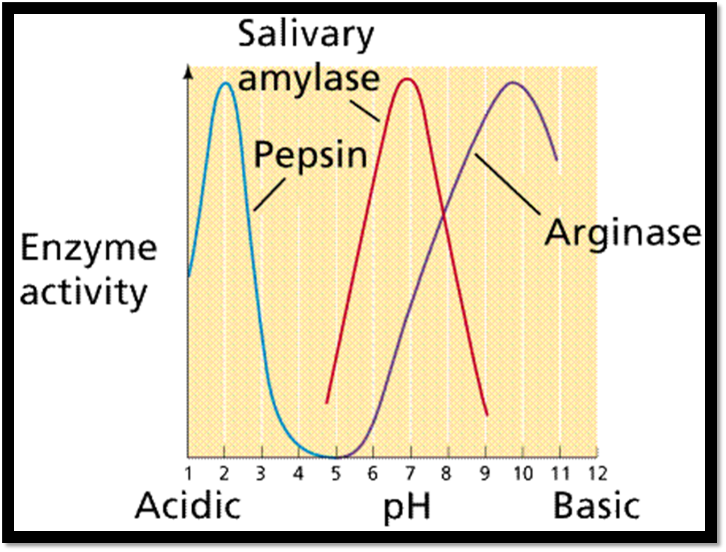 Salivary
amylase
Pepsin
Arginase
Enzyme
activity
1 2 3 4 5 6 7 8 9 10 11 12
Acidic pH Basic